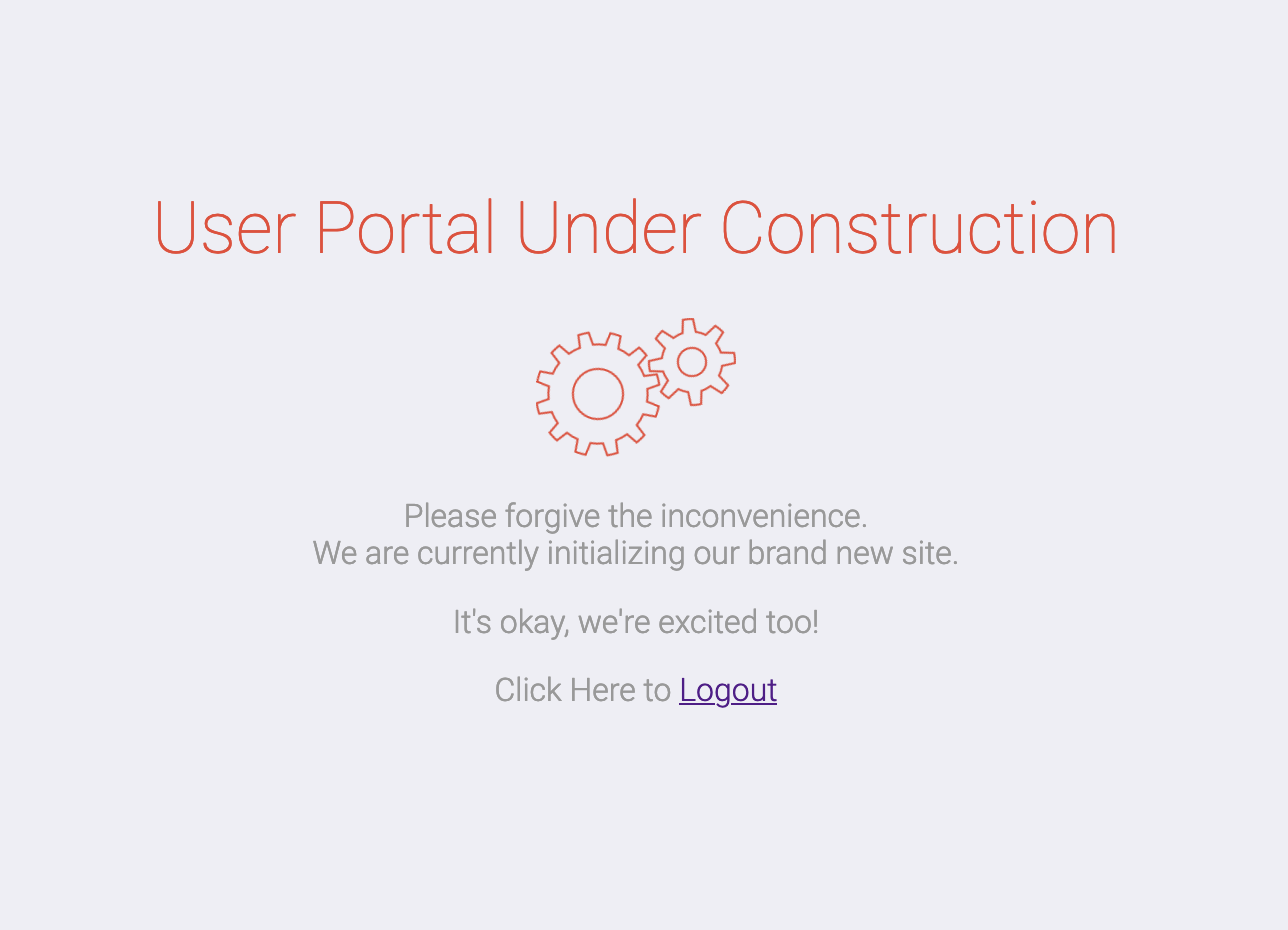 User Portal Under Construction
Please forgive the inconvenience.
We are currently initializing our brand new site.
It's okay, we're excited too!
Click Here to Logout